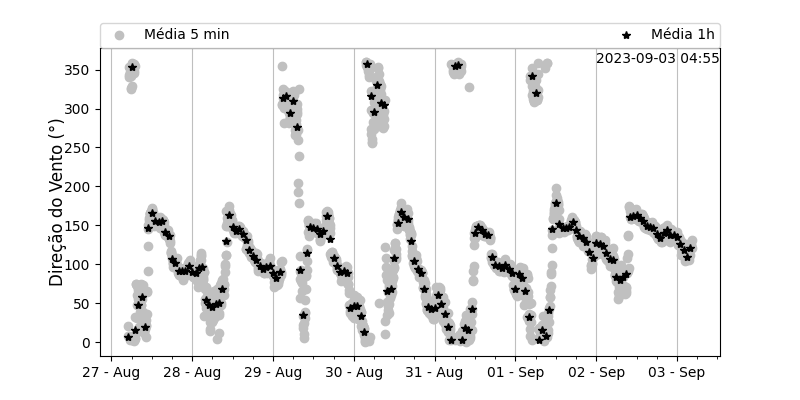 Média 5 min
Média 1h
2023-09-03 04:55
Direção do Vento (°)
350
300
250
200
150
100
50
0
27 - Aug
28 - Aug
29 - Aug
30 - Aug
31 - Aug
01 - Sep
02 - Sep
03 - Sep